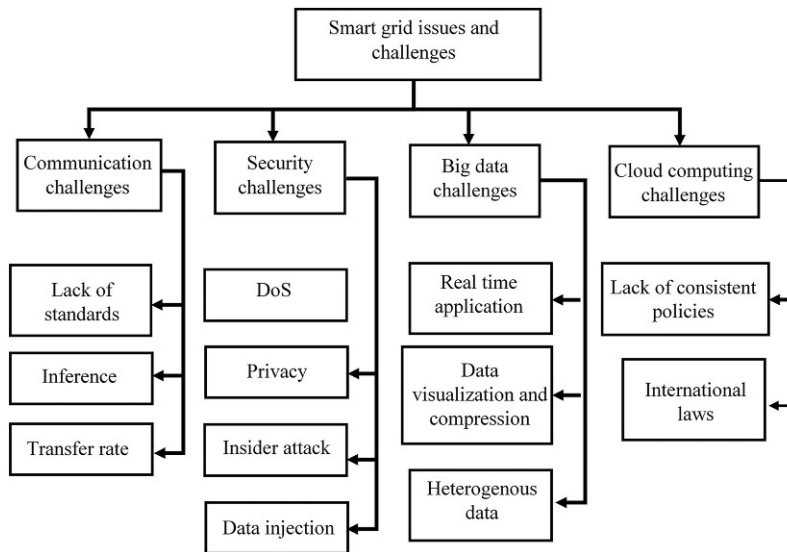 Smart grid issues and
challenges
Communication
challenges
Security
challenges
Big data
challenges
Cloud computing
challenges
Lack of
standards
Inference
Transfer rate
DoS
Privacy
Insider attack
Data injection
Real time
application
Data
visualization and
compression
Heterogenous
data
Lack of consistent
policies
International
laws